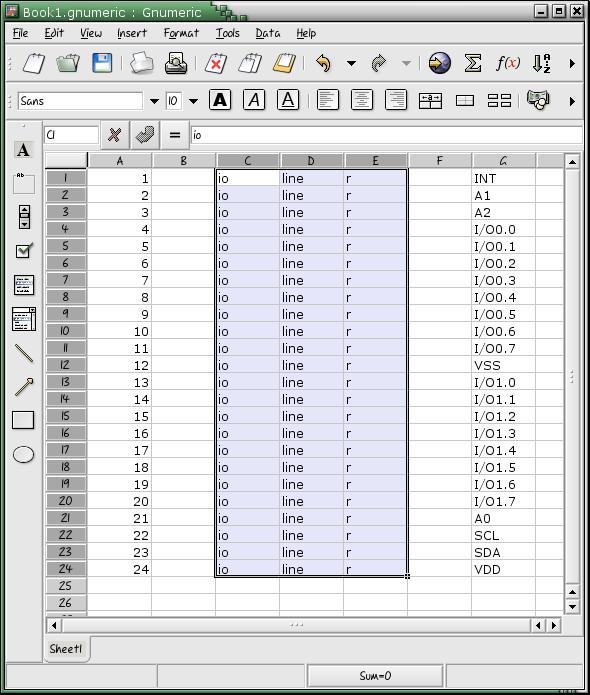 Book1.gnumeric : Gnumeric
File Edit View Insert Format Tools Data Help
f(x)
Sans 10 A A A
C1 = io
A B C D E F G
1 1 io line r INT
2 2 io line r A1
3 3 io line r A2
4 4 io line r I/O0.0
5 5 io line r I/O0.1
6 6 io line r I/O0.2
7 7 io line r I/O0.3
8 8 io line r I/O0.4
9 9 io line r I/O0.5
10 10 io line r I/O0.6
11 11 io line r I/O0.7
12 12 io line r VSS
13 13 io line r I/O1.0
14 14 io line r I/O1.1
15 15 io line r I/O1.2
16 16 io line r I/O1.3
17 17 io line r I/O1.4
18 18 io line r I/O1.5
19 19 io line r I/O1.6
20 20 io line r I/O1.7
21 21 io line r A0
22 22 io line r SCL
23 23 io line r SDA
24 24 io line r VDD
25
26
Sheet1
Sum=0